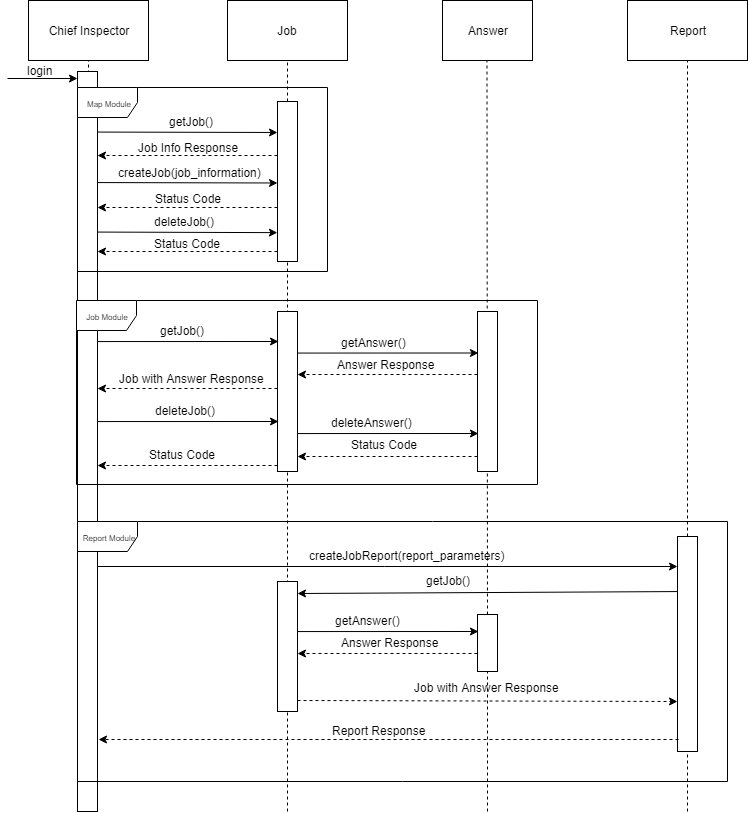 Chief Inspector
Job
Answer
Report
login
Map Module
getJob()
Job Info Response
createJob(job_information)
Status Code
deleteJob()
Status Code
Job Module
getJob()
getAnswer()
Answer Response
Job with Answer Response
deleteJob()
deleteAnswer()
Status Code
Status Code
Report Module
createJobReport(report_parameters)
getJob()
getAnswer()
Answer Response
Job with Answer Response
Report Response